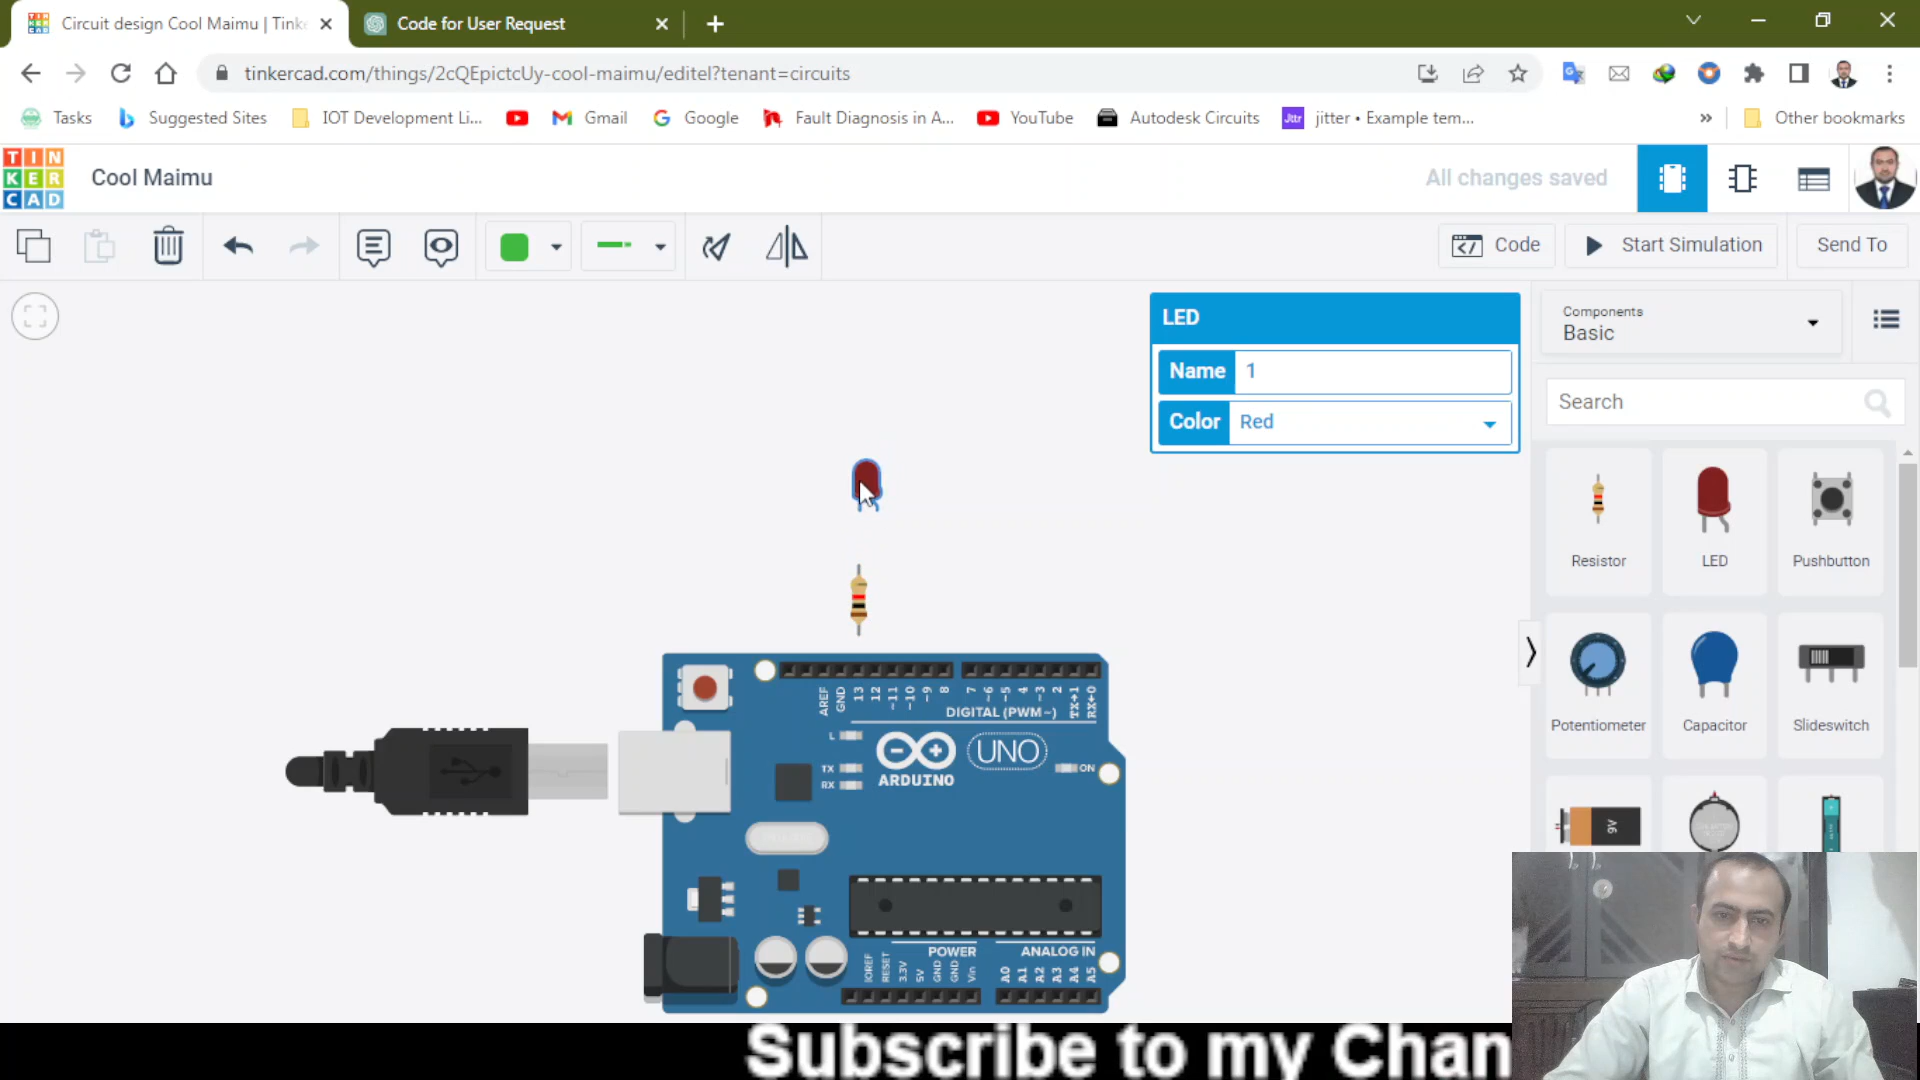 Circuit design Cool Maimu | Tinke
Code for User Request
tinkercad.com/things/2cQEpictcUy-cool-maimu/editel?tenant=circuits
Tasks
Suggested Sites
IOT Development Li...
Gmail
Google
Fault Diagnosis in A...
YouTube
Autodesk Circuits
Jttr
jitter • Example tem...
»
Other bookmarks
TIN
KER
CAD
Cool Maimu
All changes saved
Code
Start Simulation
Send To
LED
Name 1
Color Red
Components
Basic
Search
Resistor
LED
Pushbutton
Potentiometer
Capacitor
Slideswitch
9V
AREF
GND
13
12
~11
~10
~9
8
7
~6
~5
4
~3
2
TX→1
RX←0
DIGITAL (PWM~)
L
TX
RX
ARDUINO
UNO
ON
POWER
ANALOG IN
IOREF
RESET
3.3V
5V
GND
GND
Vin
A0
A1
A2
A3
A4
A5
Subscribe to my Chan